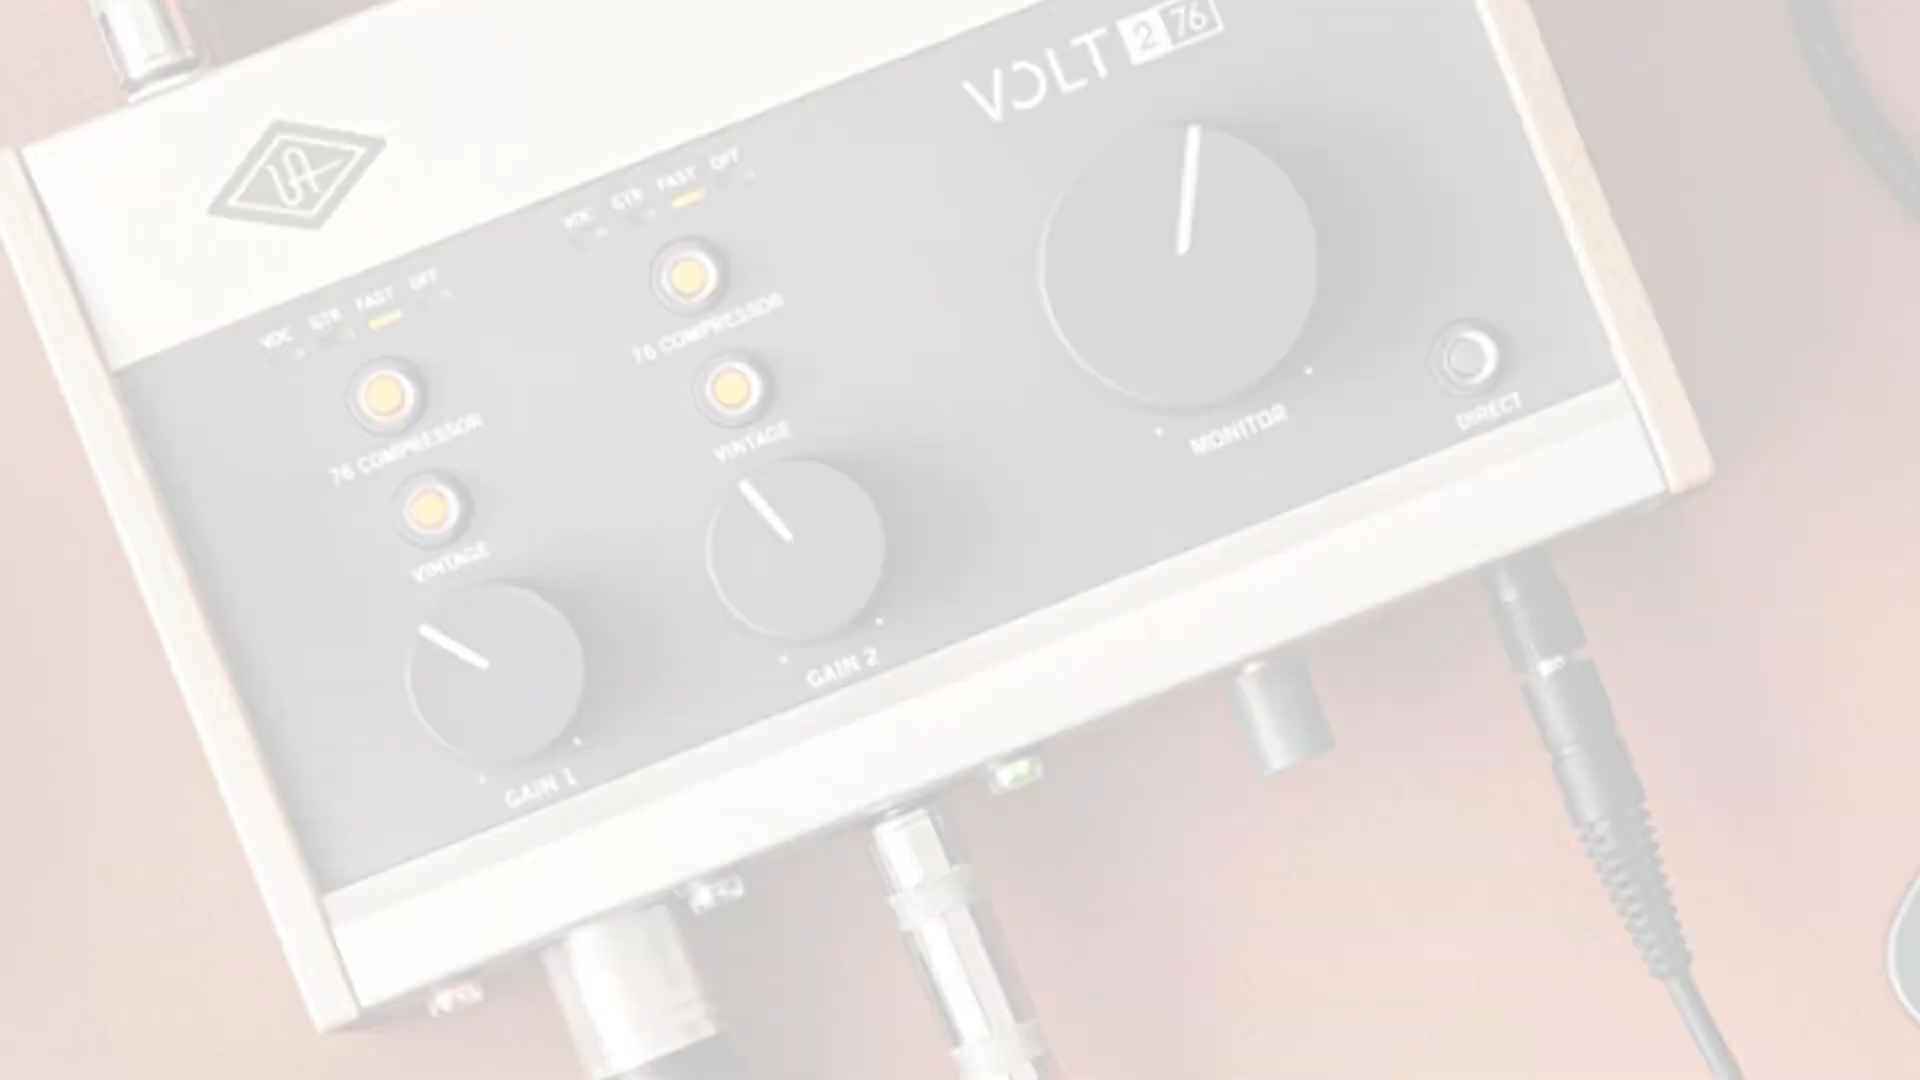 VOLT 2 76
UA
VOC GTR FAST OFF
76 COMPRESSOR
VINTAGE
GAIN 1
VOC GTR FAST OFF
76 COMPRESSOR
VINTAGE
GAIN 2
MONITOR
DIRECT